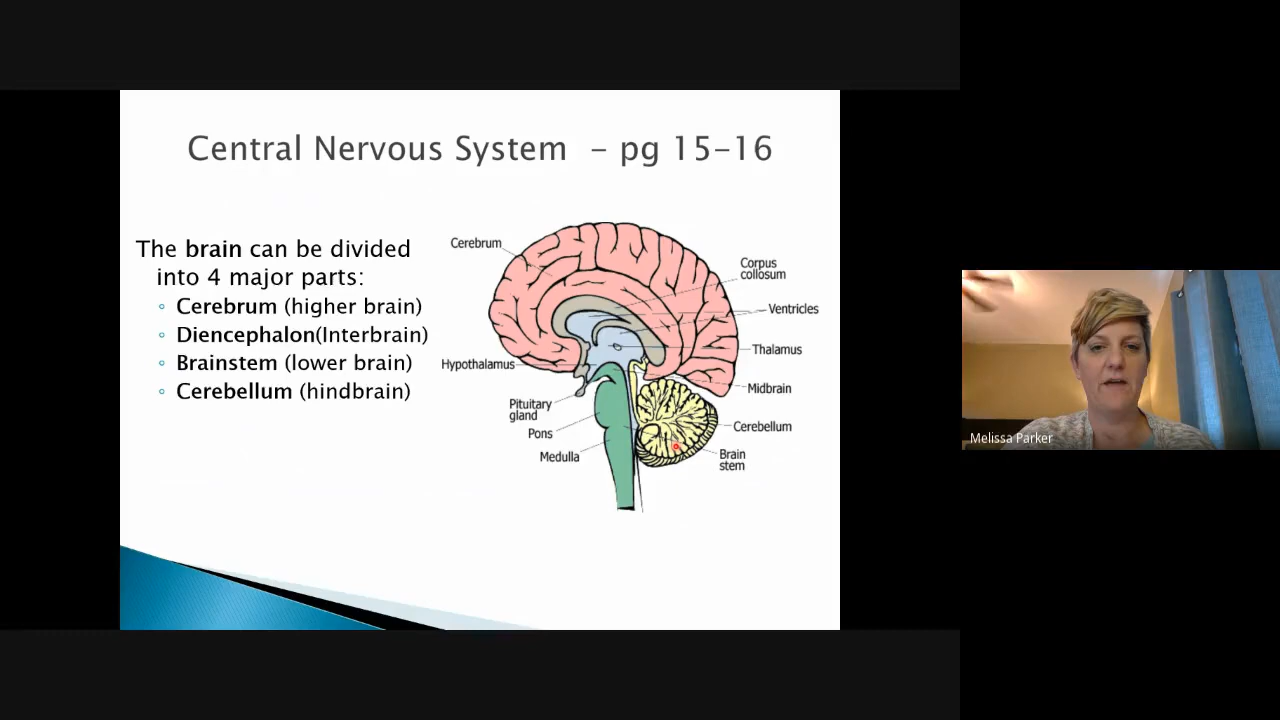 Central Nervous System – pg 15-16
The brain can be divided
into 4 major parts:
◦ Cerebrum (higher brain)
◦ Diencephalon(Interbrain)
◦ Brainstem (lower brain)
◦ Cerebellum (hindbrain)
Cerebrum
Corpus
collosum
Ventricles
Thalamus
Hypothalamus
Midbrain
Pituitary
gland
Cerebellum
Pons
Medulla
Brain
stem
Melissa Parker